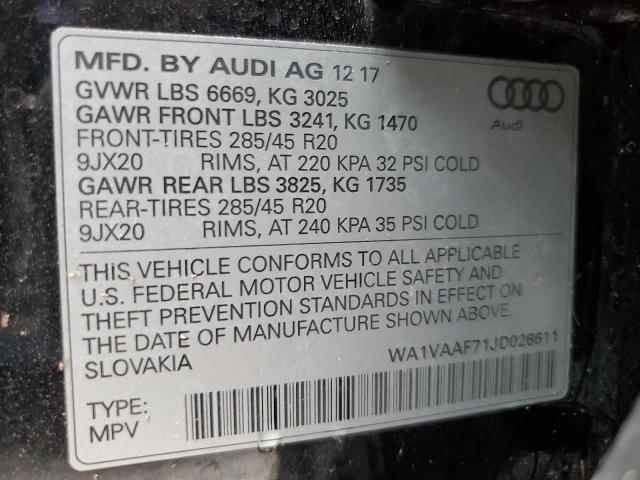 MFD. BY AUDI AG 12 17
GVWR LBS 6669, KG 3025
GAWR FRONT LBS 3241, KG 1470
FRONT-TIRES 285/45 R20
9JX20 RIMS, AT 220 KPA 32 PSI COLD
GAWR REAR LBS 3825, KG 1735
REAR-TIRES 285/45 R20
9JX20 RIMS, AT 240 KPA 35 PSI COLD
Audi
THIS VEHICLE CONFORMS TO ALL APPLICABLE
U.S. FEDERAL MOTOR VEHICLE SAFETY AND
THEFT PREVENTION STANDARDS IN EFFECT ON
THE DATE OF MANUFACTURE SHOWN ABOVE.
SLOVAKIA
WA1VAAF71JD026611
TYPE:
MPV